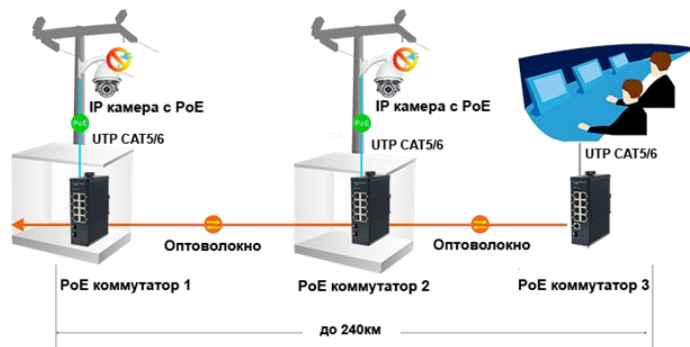 IP камера с PoE
IP камера с PoE
PoE
PoE
UTP CAT5/6
UTP CAT5/6
UTP CAT5/6
Оптоволокно
Оптоволокно
PoE коммутатор 1
PoE коммутатор 2
PoE коммутатор 3
до 240км